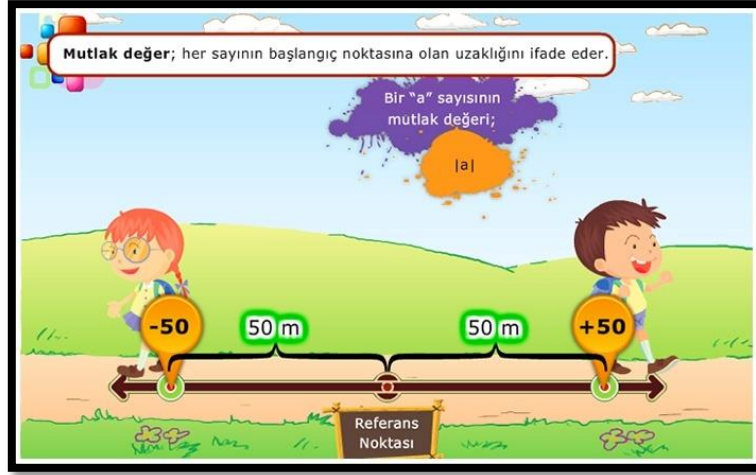 Mutlak değer; her sayının başlangıç noktasına olan uzaklığını ifade eder.
Bir “a” sayısının
mutlak değeri;
|a|
-50
50 m
50 m
+50
Referans
Noktası